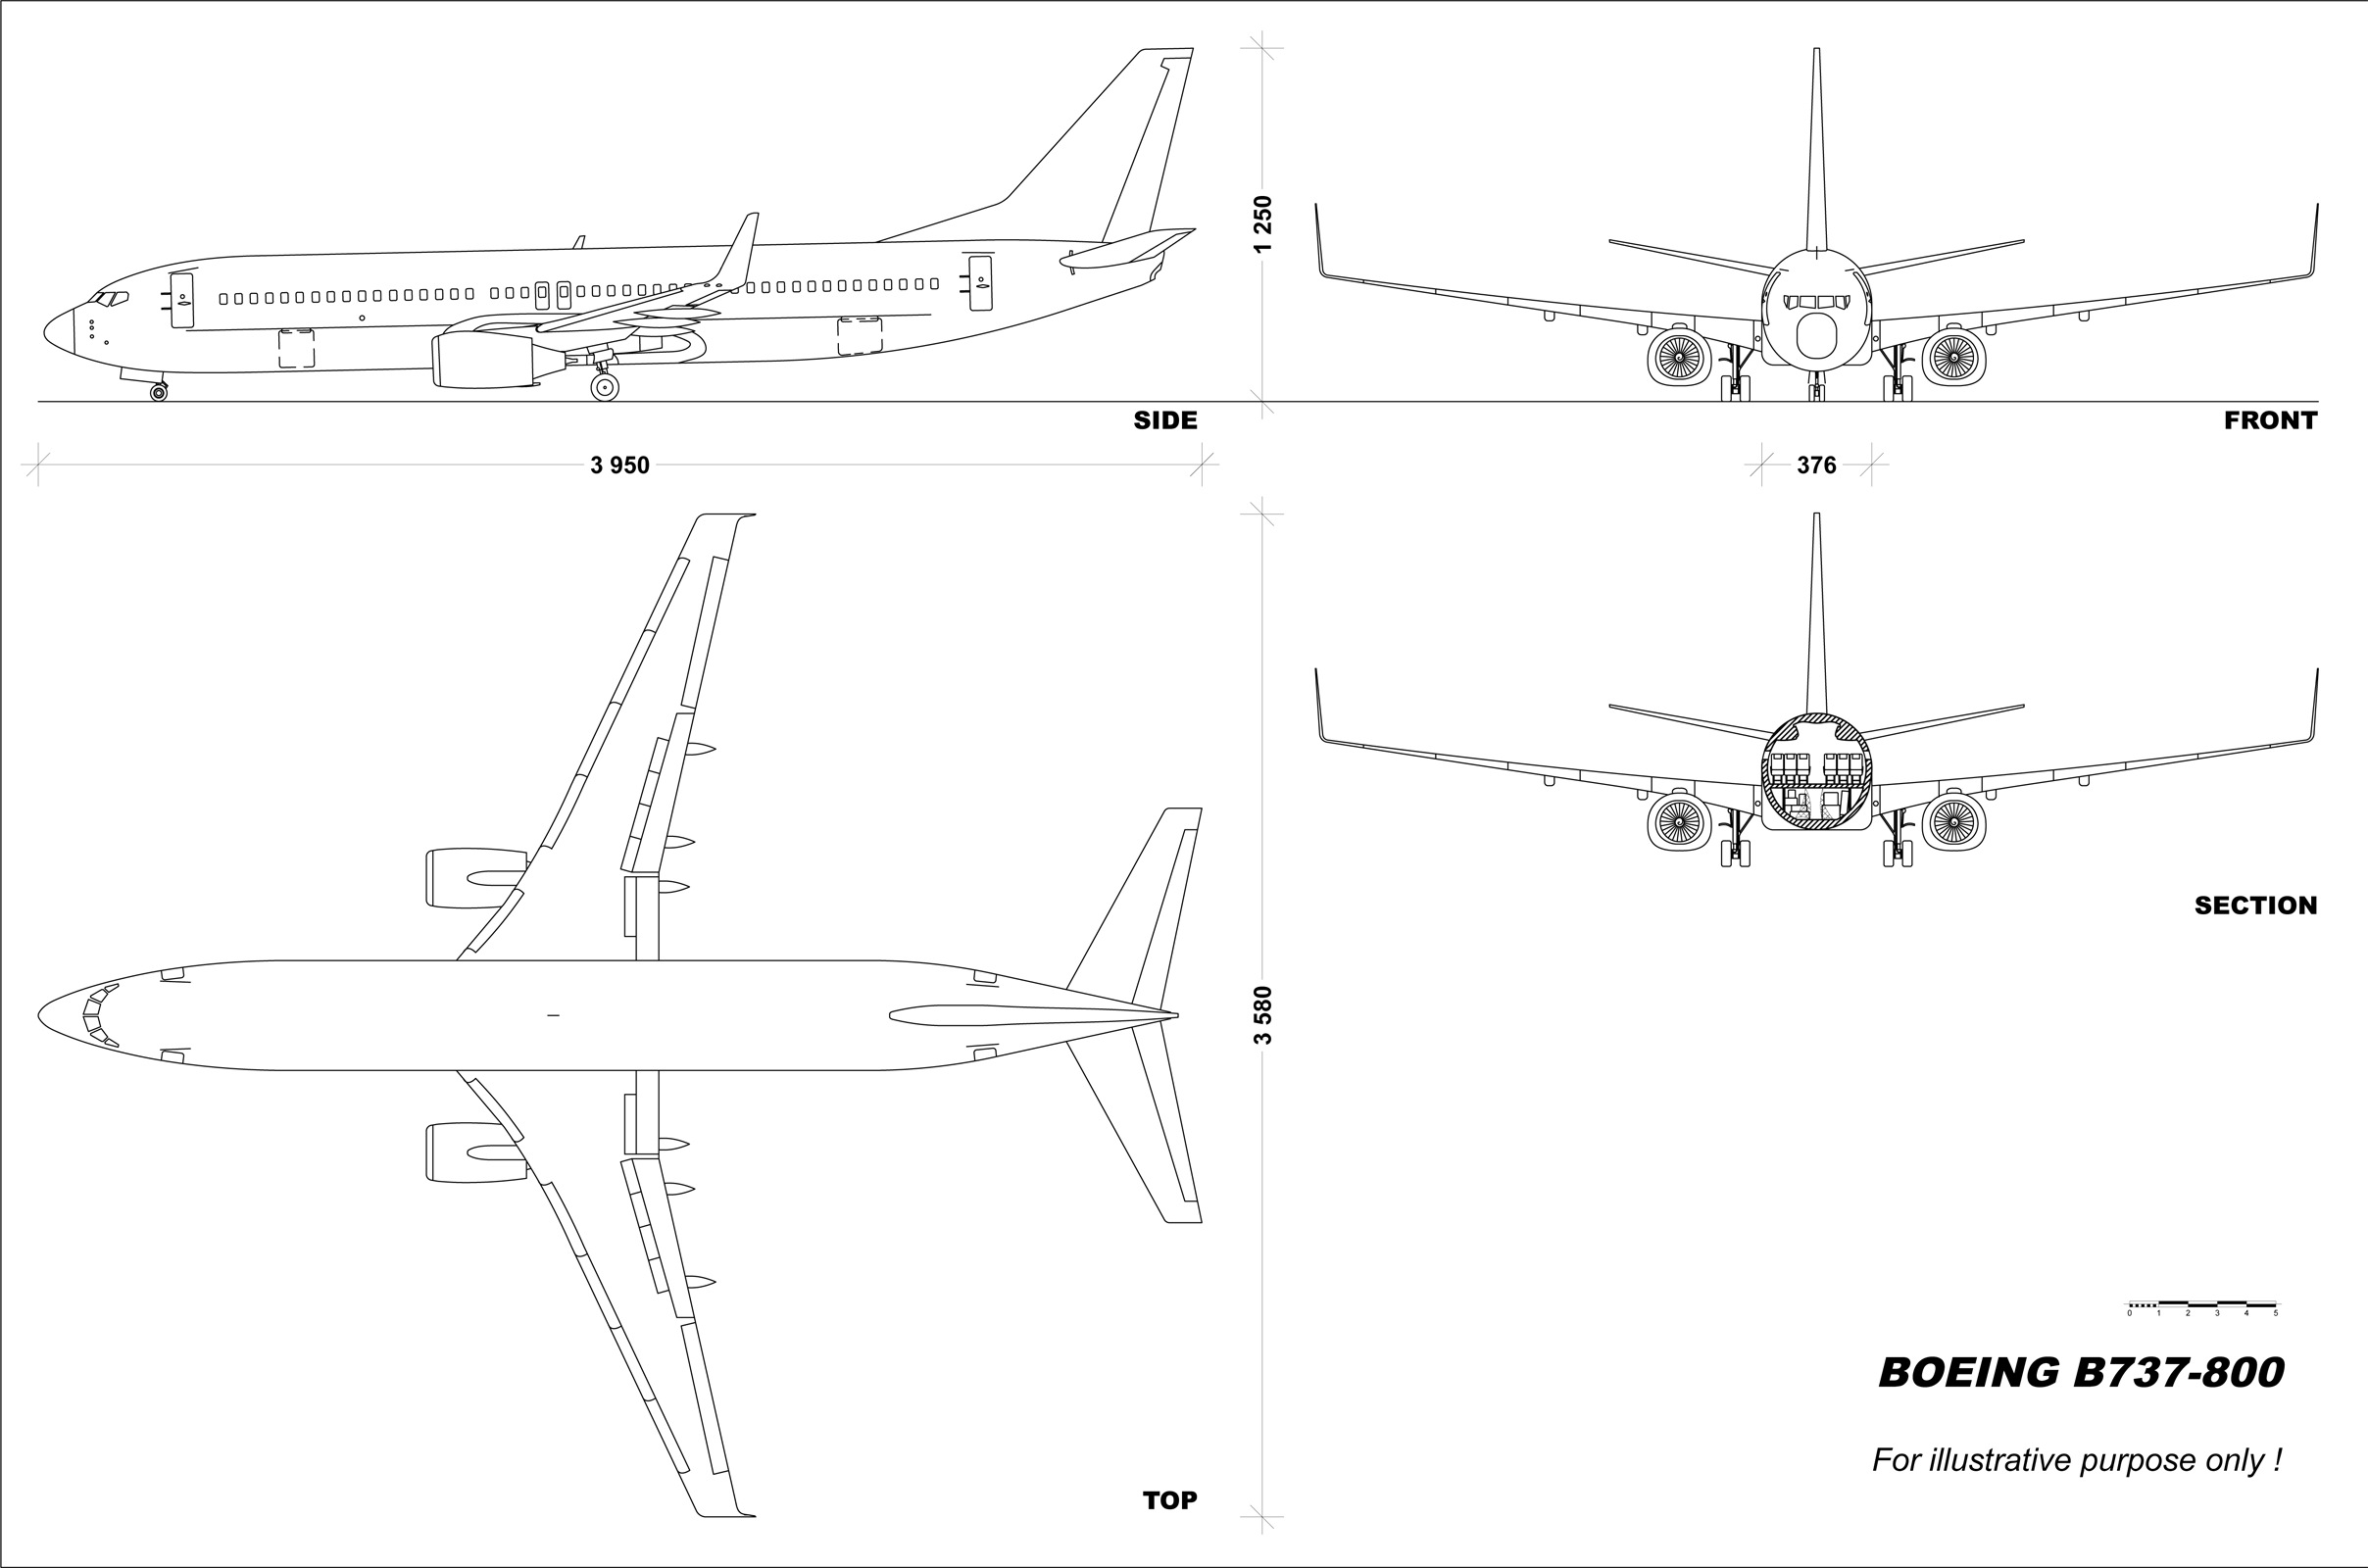 1 250
SIDE
FRONT
3 950
376
3 580
SECTION
0 1 2 3 4 5
BOEING B737-800
For illustrative purpose only !
TOP